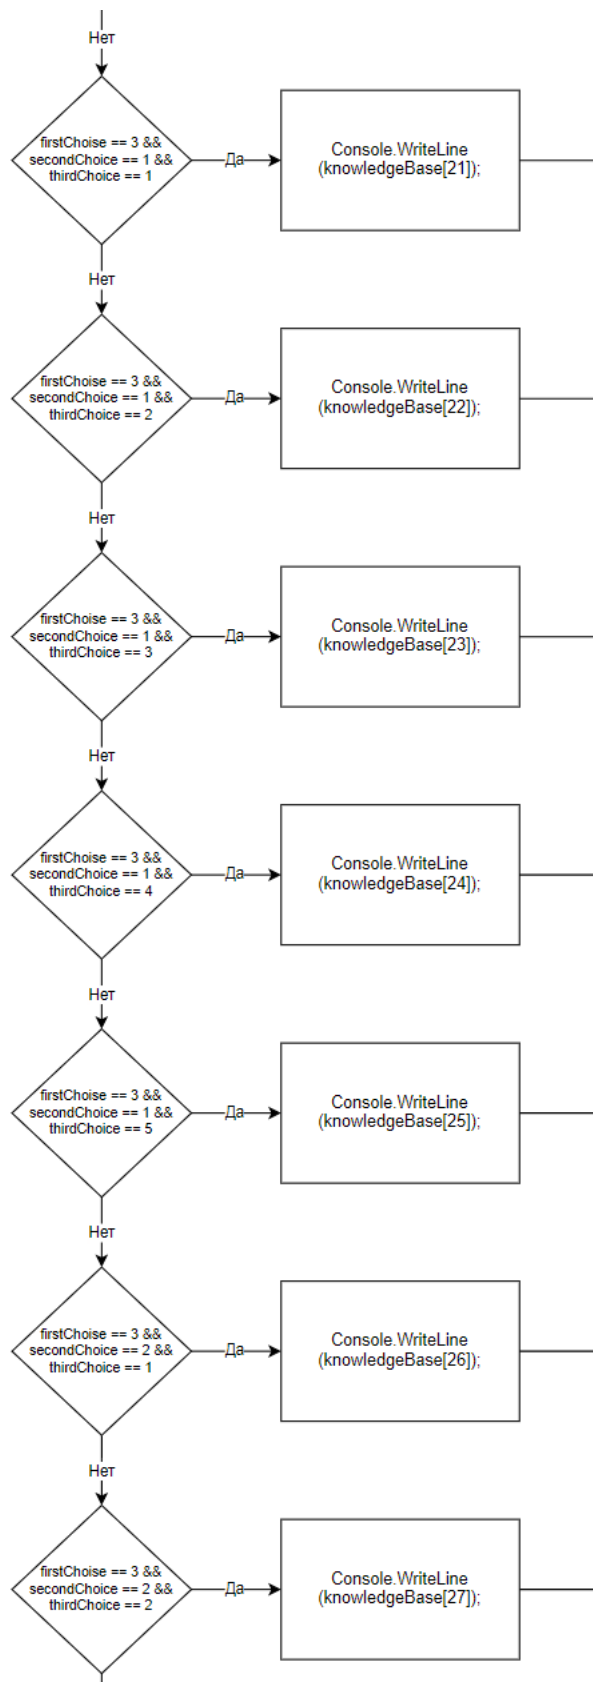 Нет
firstChoise == 3 &&
secondChoice == 1 &&
thirdChoice == 1
Да
Console.WriteLine
(knowledgeBase[21]);
Нет
firstChoise == 3 &&
secondChoice == 1 &&
thirdChoice == 2
Да
Console.WriteLine
(knowledgeBase[22]);
Нет
firstChoise == 3 &&
secondChoice == 1 &&
thirdChoice == 3
Да
Console.WriteLine
(knowledgeBase[23]);
Нет
firstChoise == 3 &&
secondChoice == 1 &&
thirdChoice == 4
Да
Console.WriteLine
(knowledgeBase[24]);
Нет
firstChoise == 3 &&
secondChoice == 1 &&
thirdChoice == 5
Да
Console.WriteLine
(knowledgeBase[25]);
Нет
firstChoise == 3 &&
secondChoice == 2 &&
thirdChoice == 1
Да
Console.WriteLine
(knowledgeBase[26]);
Нет
firstChoise == 3 &&
secondChoice == 2 &&
thirdChoice == 2
Да
Console.WriteLine
(knowledgeBase[27]);